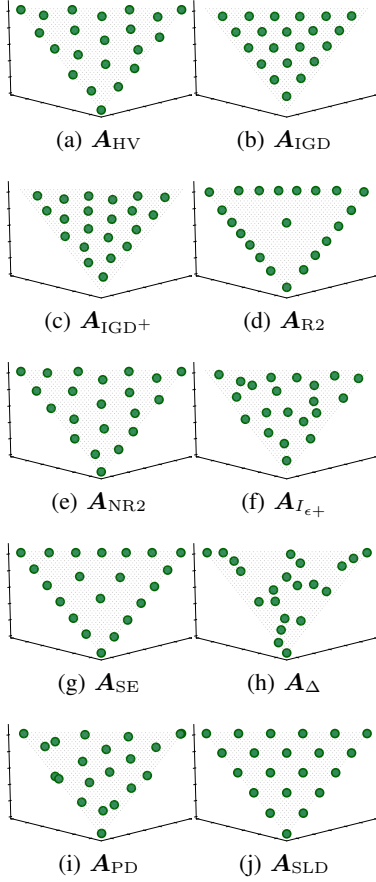 (a) A_HV
(b) A_IGD
(c) A_IGD⁺
(d) A_R2
(e) A_NR2
(f) A_I_ϵ+
(g) A_SE
(h) A_Δ
(i) A_PD
(j) A_SLD